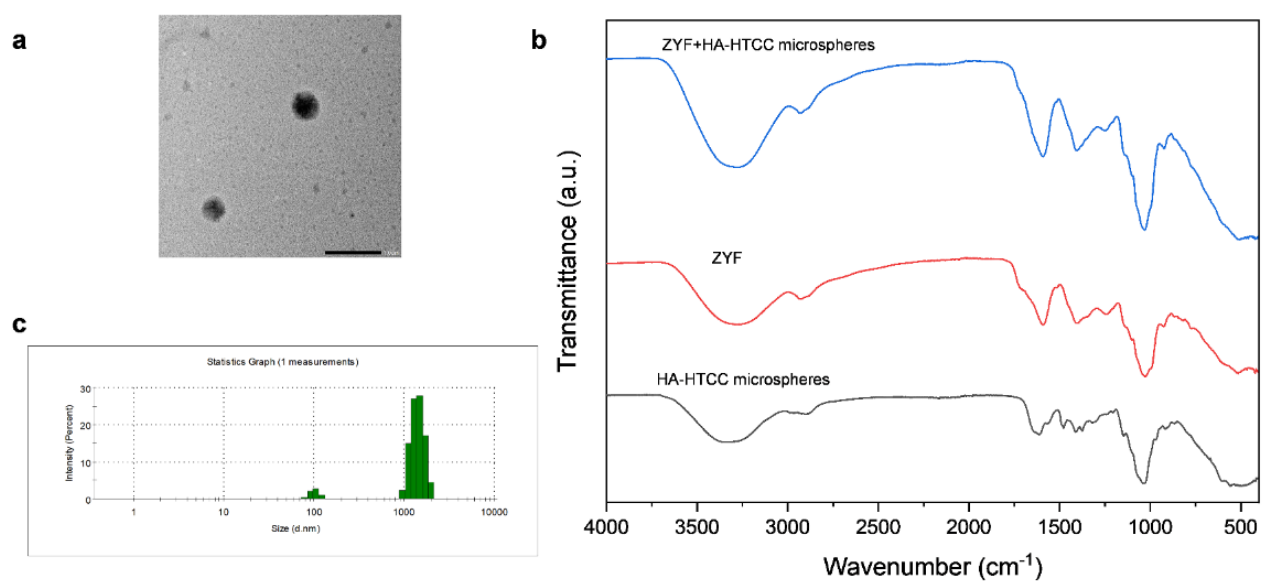 a
b
ZYF+HA-HTCC microspheres
ZYF
HA-HTCC microspheres
Transmittance (a.u.)
4000 3500 3000 2500 2000 1500 1000 500
Wavenumber (cm⁻¹)
c
Statistics Graph (1 measurements)
Intensity (Percent)
30
20
10
0
1 10 100 1000 10000
Size (d.nm)